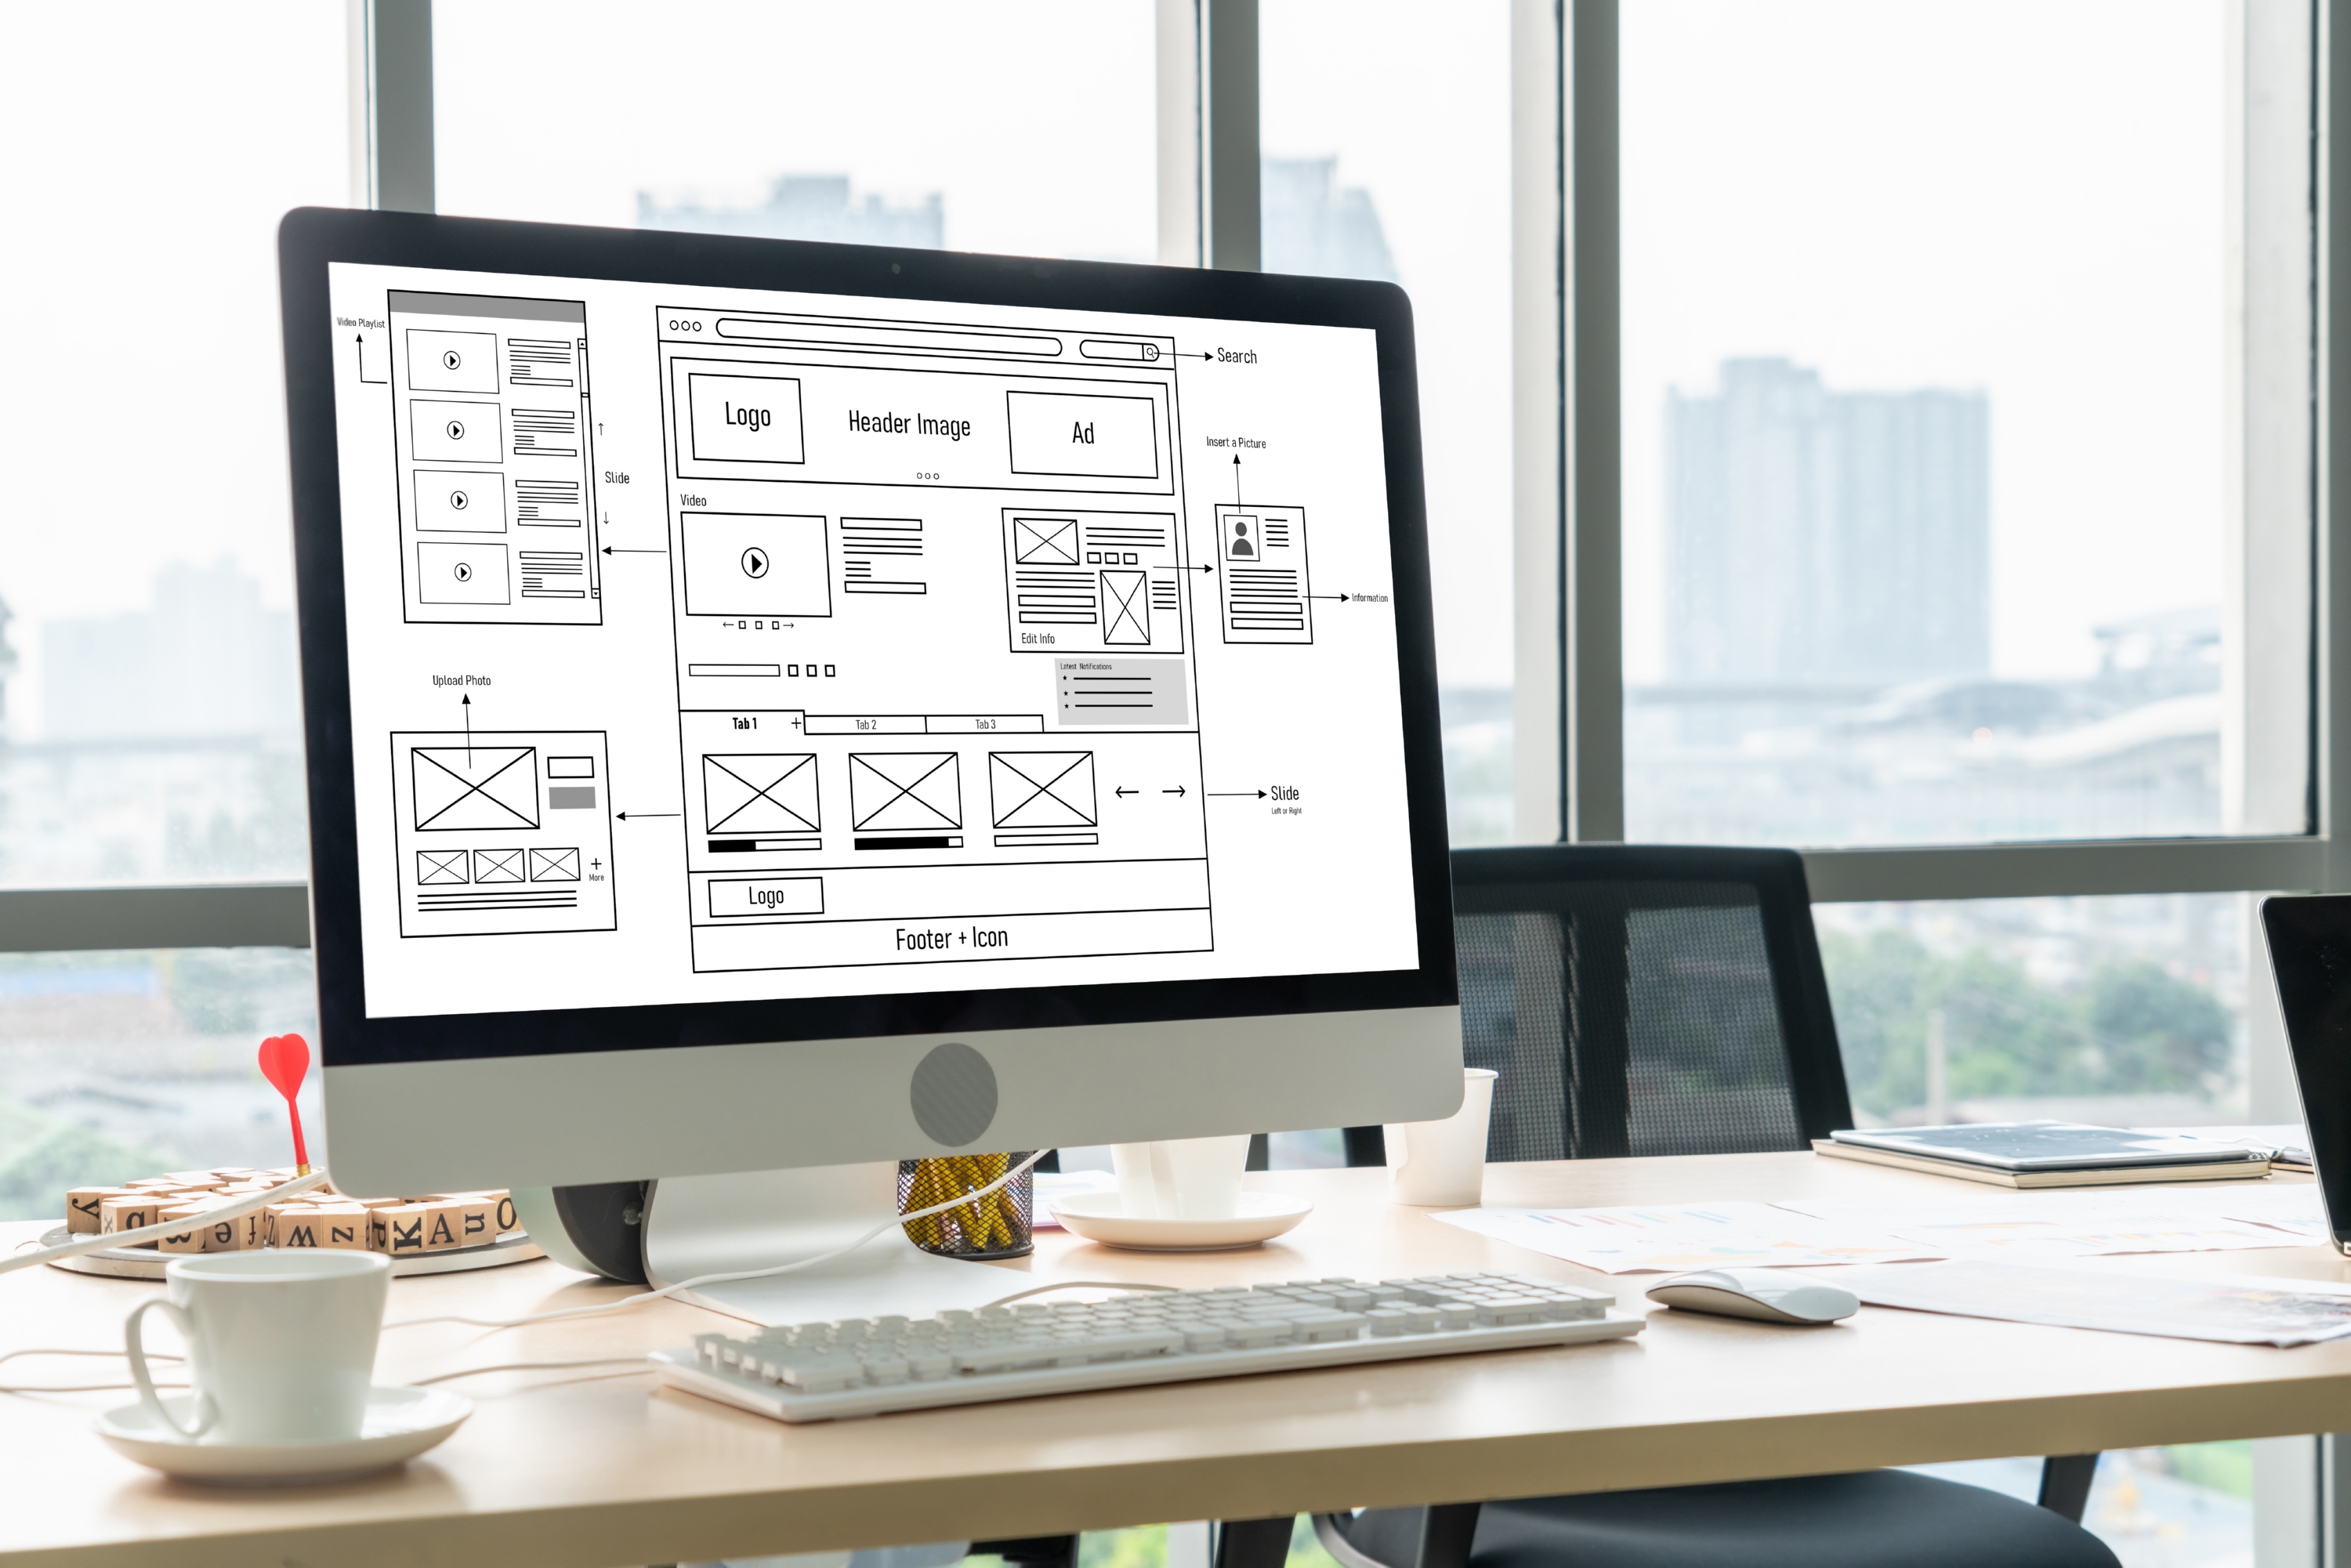 Video Playlist
Slide
Search
Logo
Header Image
Ad
Video
Insert a Picture
Information
Edit Info
Latest Notifications
Upload Photo
More
Tab 1
Tab 2
Tab 3
Slide
Left or Right
Logo
Footer + Icon
y
x
q
f
z
w
z
K
A
n
O